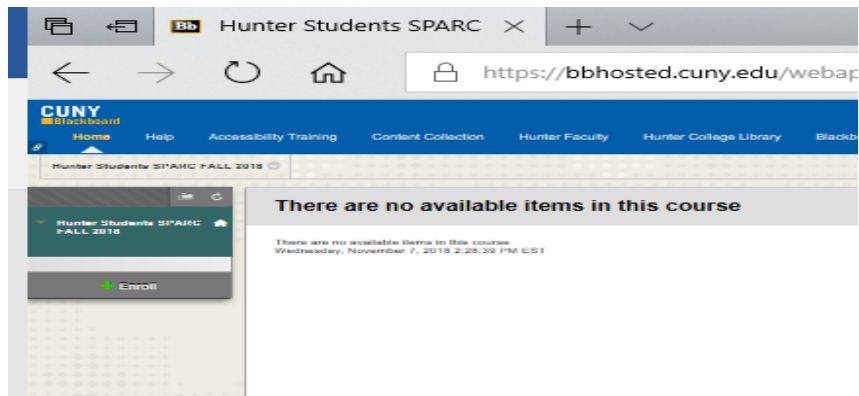 Bb Hunter Students SPARC
https://bbhosted.cuny.edu/webap
CUNY
Blackboard
Home Help Accessibility Training Content Collection Hunter Faculty Hunter College Library Blackb
Hunter Students SPARC FALL 2018
There are no available items in this course
Hunter Students SPARC
FALL 2018
There are no available items in this course
Wednesday, November 7, 2018 2:28:39 PM EST
Enroll